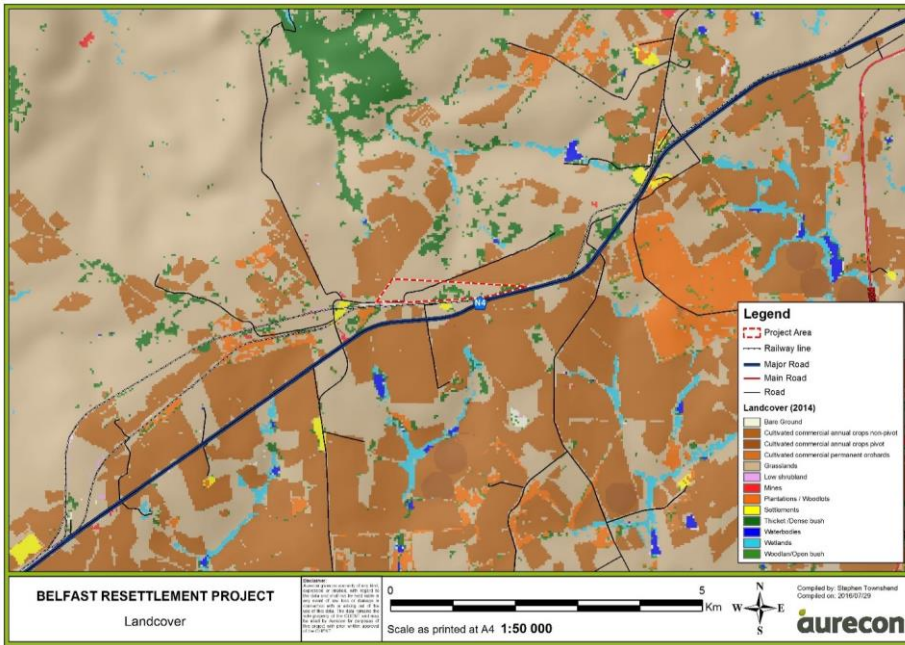 N4
Legend
Project Area
Railway line
Major Road
Main Road
Road
Landcover (2014)
Bare Ground
Cultivated commercial annual crops non-pivot
Cultivated commercial annual crops pivot
Cultivated commercial permanent orchards
Grasslands
Low shrubland
Mines
Plantations / Woodlots
Settlements
Thicket /Dense bush
Waterbodies
Wetlands
Woodlan/Open bush
BELFAST RESETTLEMENT PROJECT
Landcover
Disclaimer:
0 5
Km
Scale as printed at A4 1:50 000
N
W E
S
Compiled by: Stephen Townshend
Compiled on: 2016/07/29
aurecon